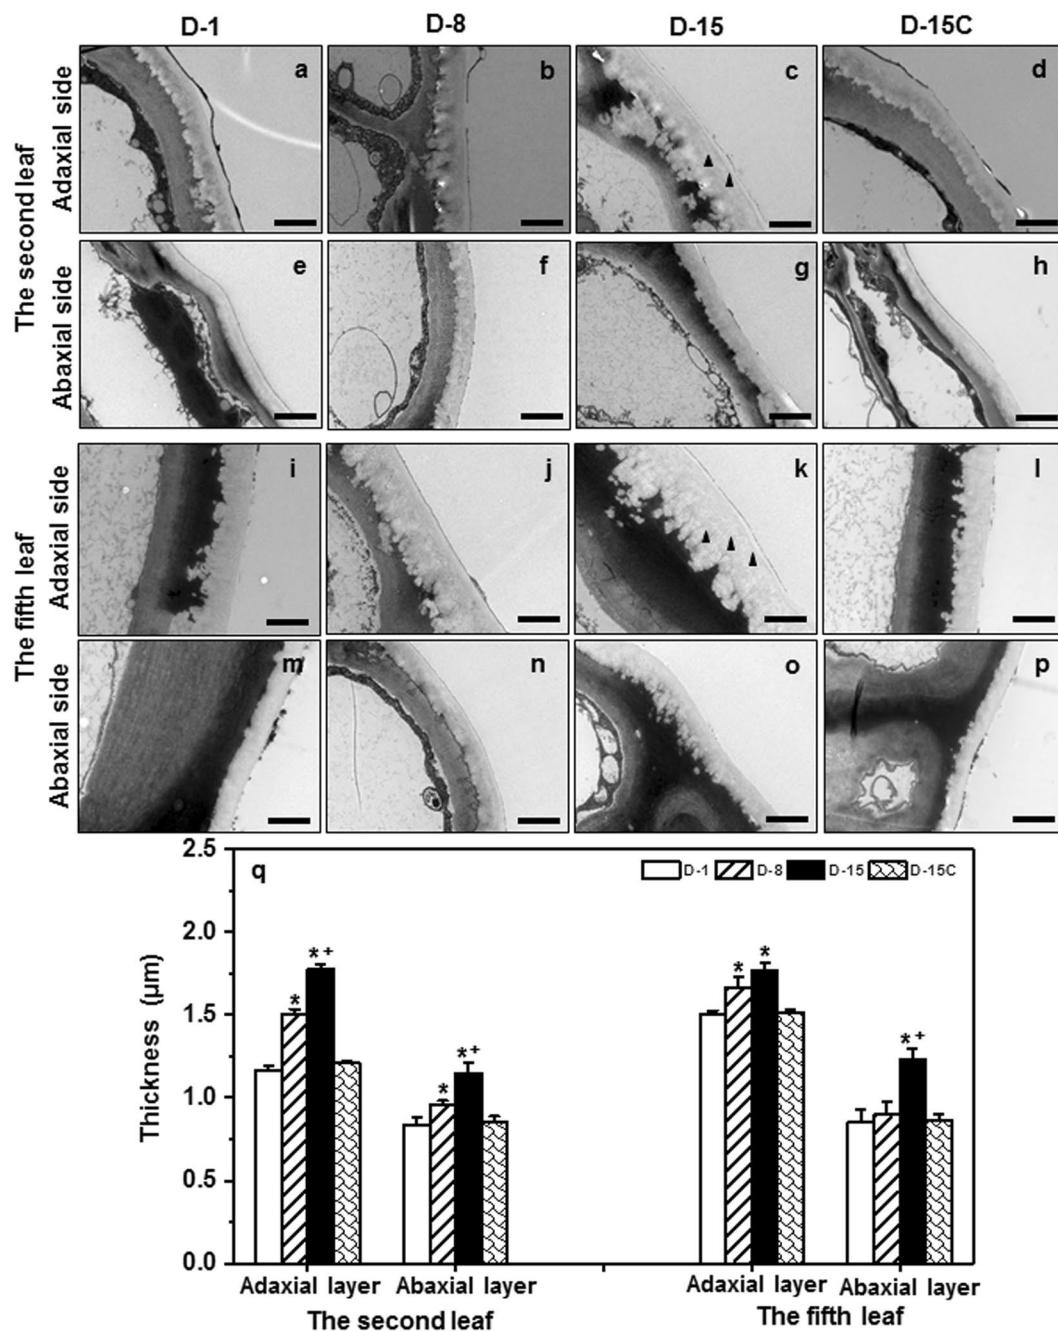 D-1 D-8 D-15 D-15C
The second leaf
Adaxial side
a b c d
Abaxial side
e f g h
The fifth leaf
Adaxial side
i j k l
Abaxial side
m n o p
q
D-1 D-8 D-15 D-15C
2.5
2.0
1.5
1.0
0.5
0.0
Thickness (μm)
*
*+
*
*+
*
*
*+
Adaxial layer Abaxial layer Adaxial layer Abaxial layer
The second leaf The fifth leaf